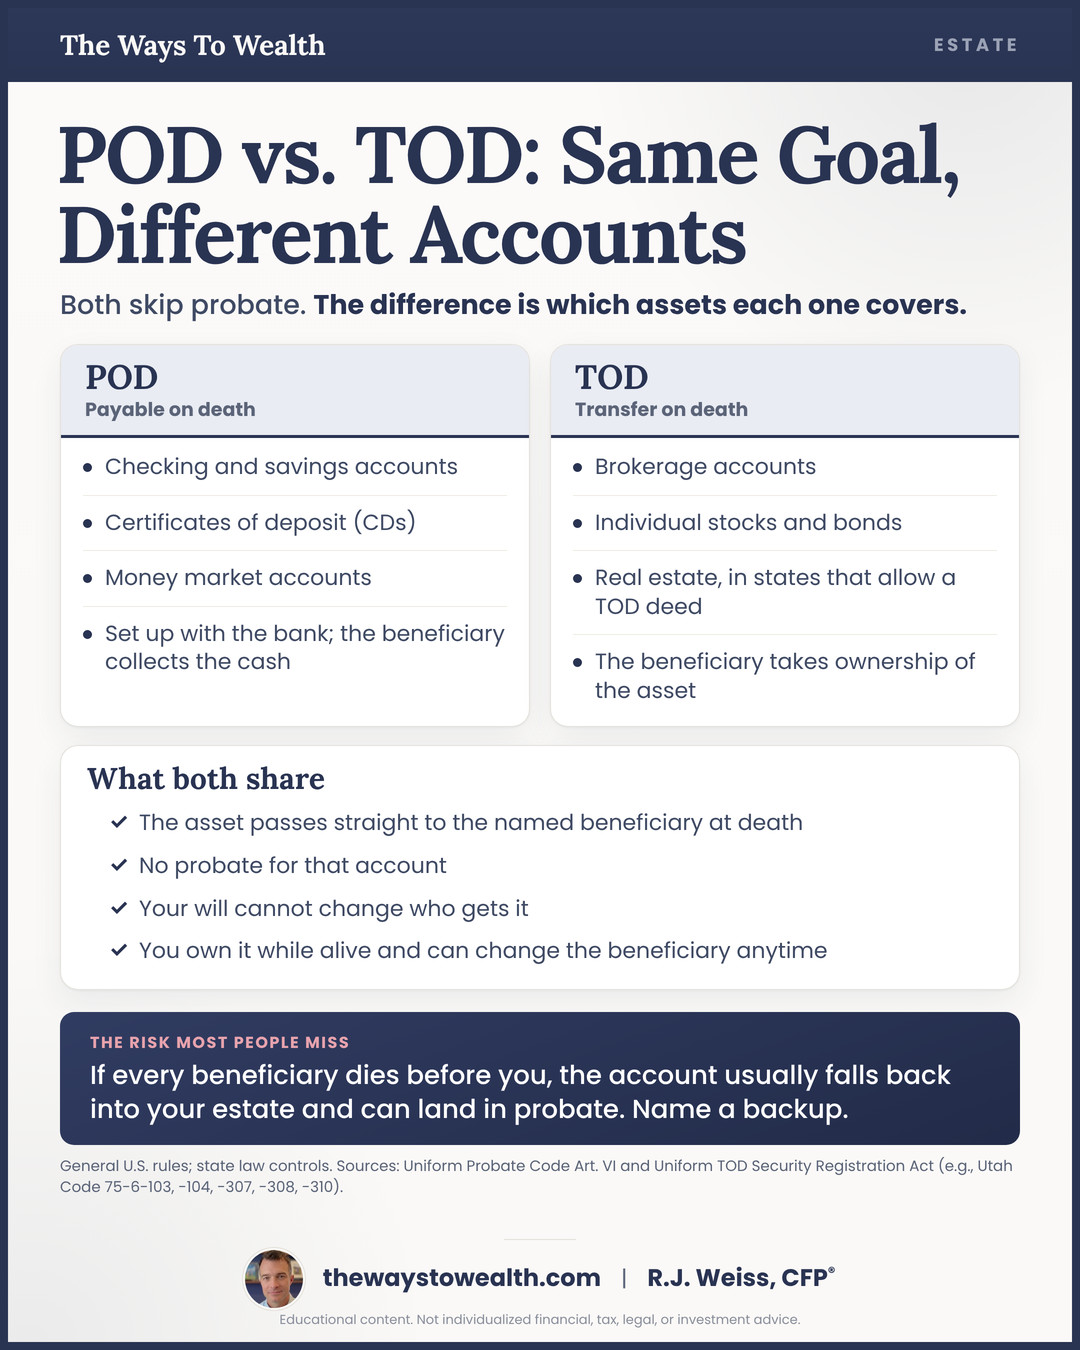 The Ways To Wealth
ESTATE
POD vs. TOD: Same Goal,
Different Accounts
Both skip probate. The difference is which assets each one covers.
POD
Payable on death
• Checking and savings accounts
• Certificates of deposit (CDs)
• Money market accounts
• Set up with the bank; the beneficiary
collects the cash
TOD
Transfer on death
• Brokerage accounts
• Individual stocks and bonds
• Real estate, in states that allow a
TOD deed
• The beneficiary takes ownership of
the asset
What both share
✓ The asset passes straight to the named beneficiary at death
✓ No probate for that account
✓ Your will cannot change who gets it
✓ You own it while alive and can change the beneficiary anytime
THE RISK MOST PEOPLE MISS
If every beneficiary dies before you, the account usually falls back
into your estate and can land in probate. Name a backup.
General U.S. rules; state law controls. Sources: Uniform Probate Code Art. VI and Uniform TOD Security Registration Act (e.g., Utah
Code 75-6-103, -104, -307, -308, -310).
thewaystowealth.com | R.J. Weiss, CFP®
Educational content. Not individualized financial, tax, legal, or investment advice.